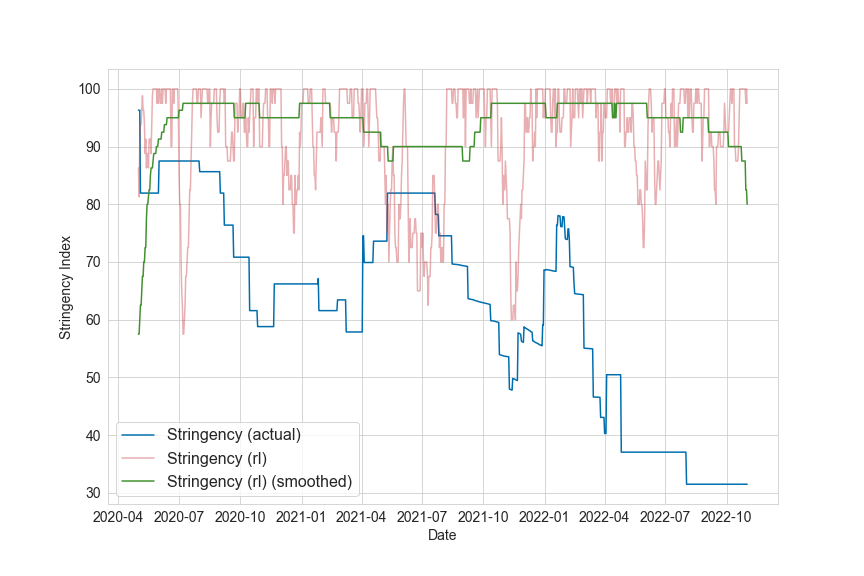 100
90
80
70
60
50
40
30
Stringency Index
Stringency (actual)
Stringency (rl)
Stringency (rl) (smoothed)
2020-04 2020-07 2020-10 2021-01 2021-04 2021-07 2021-10 2022-01 2022-04 2022-07 2022-10
Date